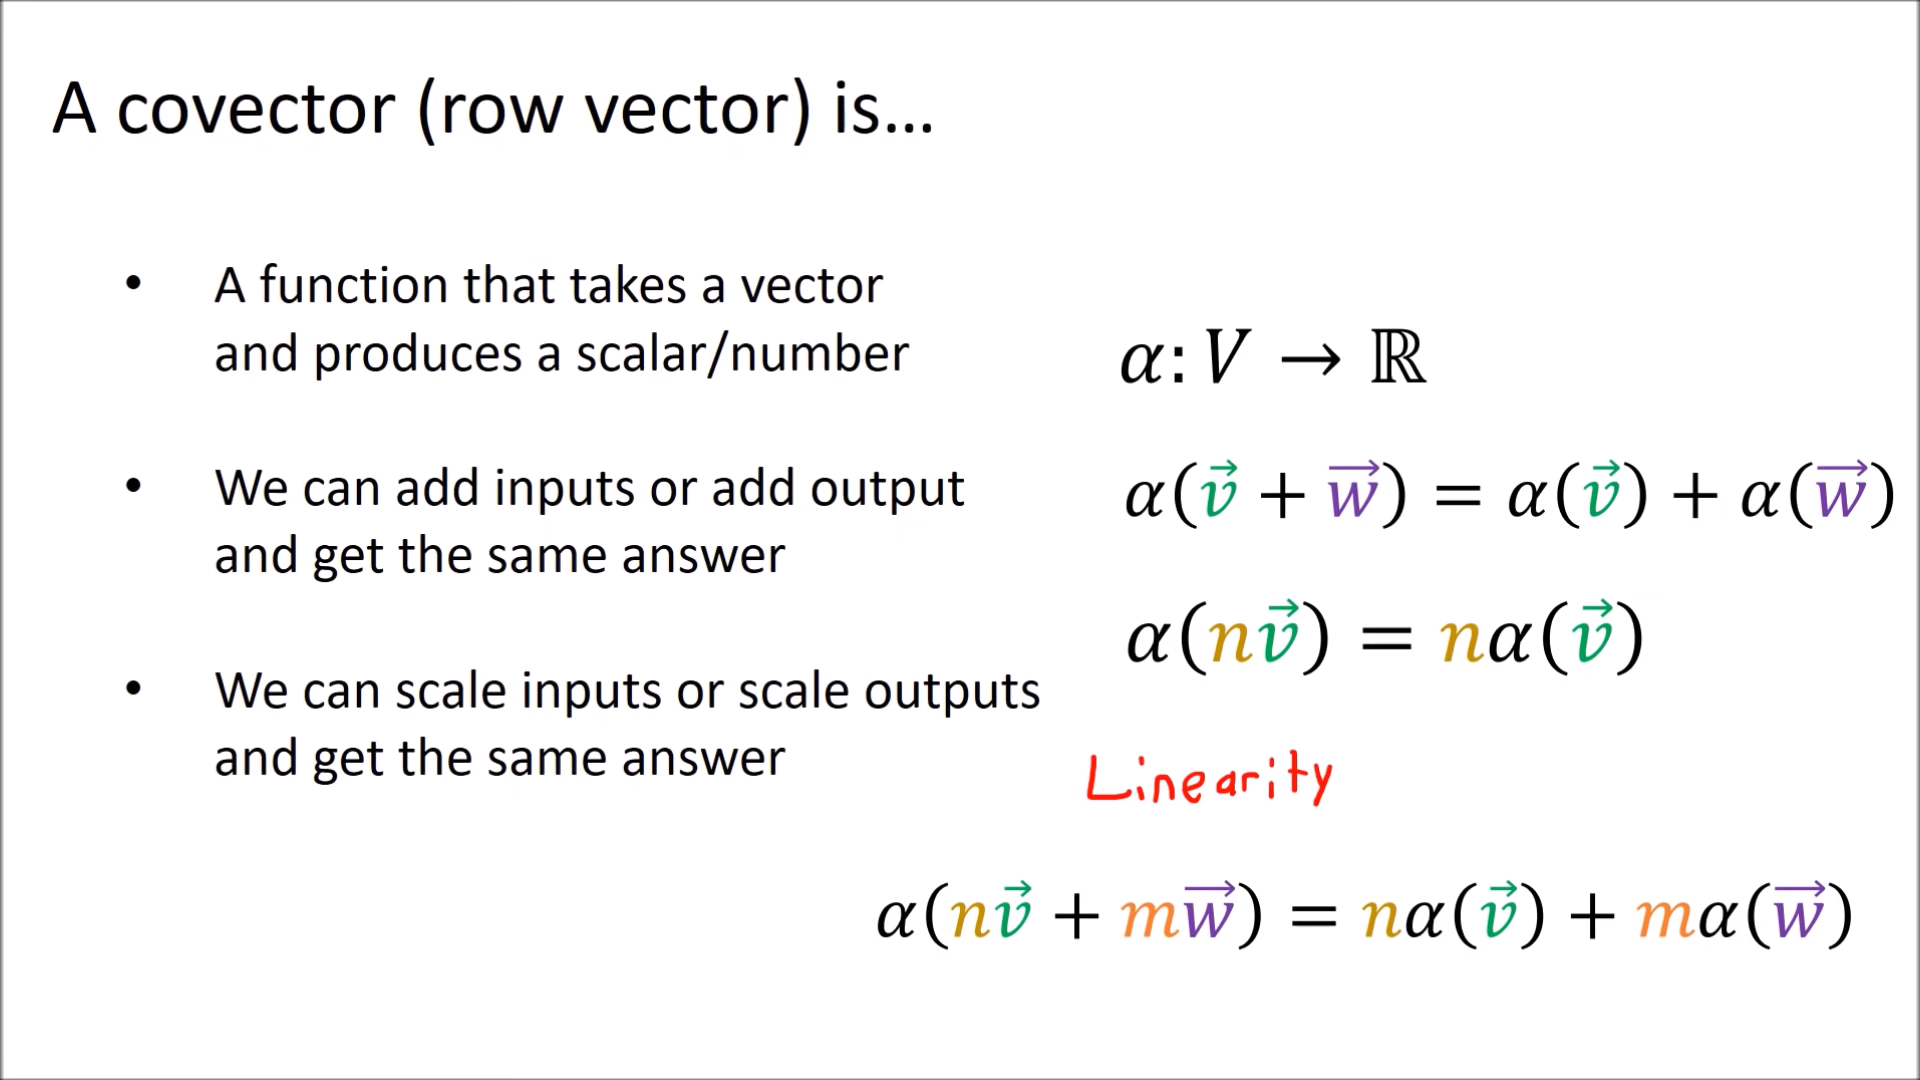 A covector (row vector) is...
• A function that takes a vector
and produces a scalar/number
α: V → ℝ
• We can add inputs or add output
and get the same answer
α(v⃗ + w⃗) = α(v⃗) + α(w⃗)
α(nv⃗) = nα(v⃗)
• We can scale inputs or scale outputs
and get the same answer
Linearity
α(nv⃗ + mw⃗) = nα(v⃗) + mα(w⃗)